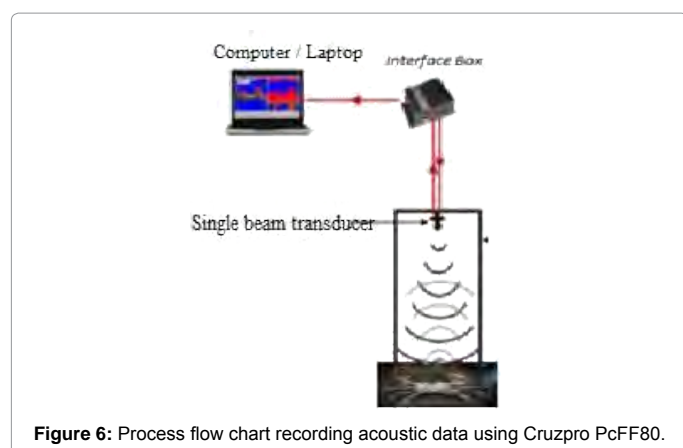 Computer / Laptop
Interface Box
Single beam transducer
Figure 6: Process flow chart recording acoustic data using Cruzpro PcFF80.